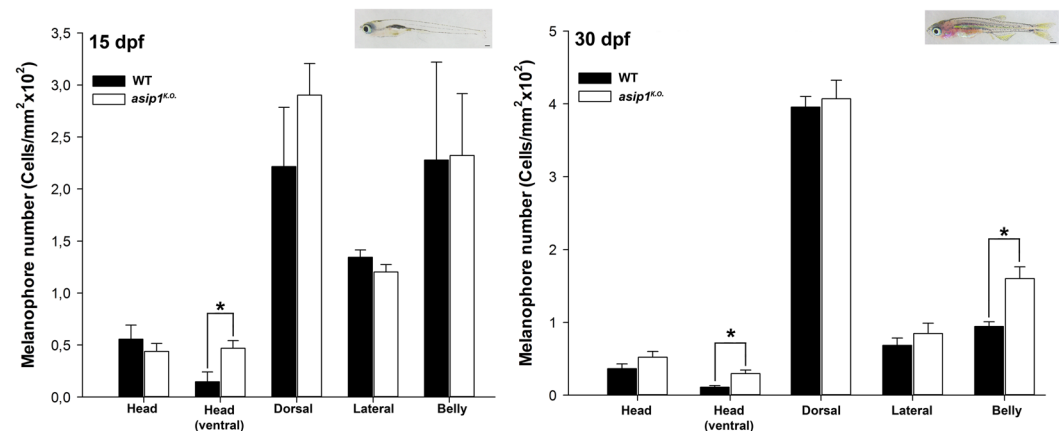 15 dpf
WT
asip1K.O.
Melanophore number (Cells/mm2x102)
3,5
3,0
2,5
2,0
1,5
1,0
0,5
0,0
*
Head
Head
(ventral)
Dorsal
Lateral
Belly
30 dpf
WT
asip1K.O.
Melanophore number (Cells/mm2x102)
5
4
3
2
1
0
*
*
Head
Head
(ventral)
Dorsal
Lateral
Belly